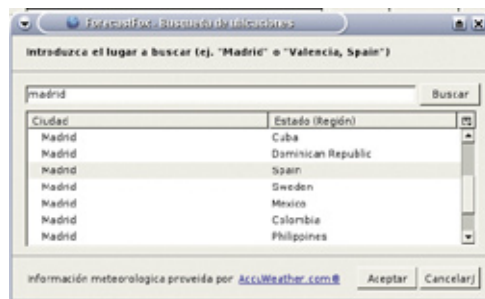 ForecastFox - Búsqueda de ubicaciones
Introduzca el lugar a buscar (ej. "Madrid" o "Valencia, Spain")
madrid Buscar
Ciudad Estado (Región)
Madrid Cuba
Madrid Dominican Republic
Madrid Spain
Madrid Sweden
Madrid Mexico
Madrid Colombia
Madrid Philippines
Información meteorologica proveida por AccuWeather.com® Aceptar Cancelar